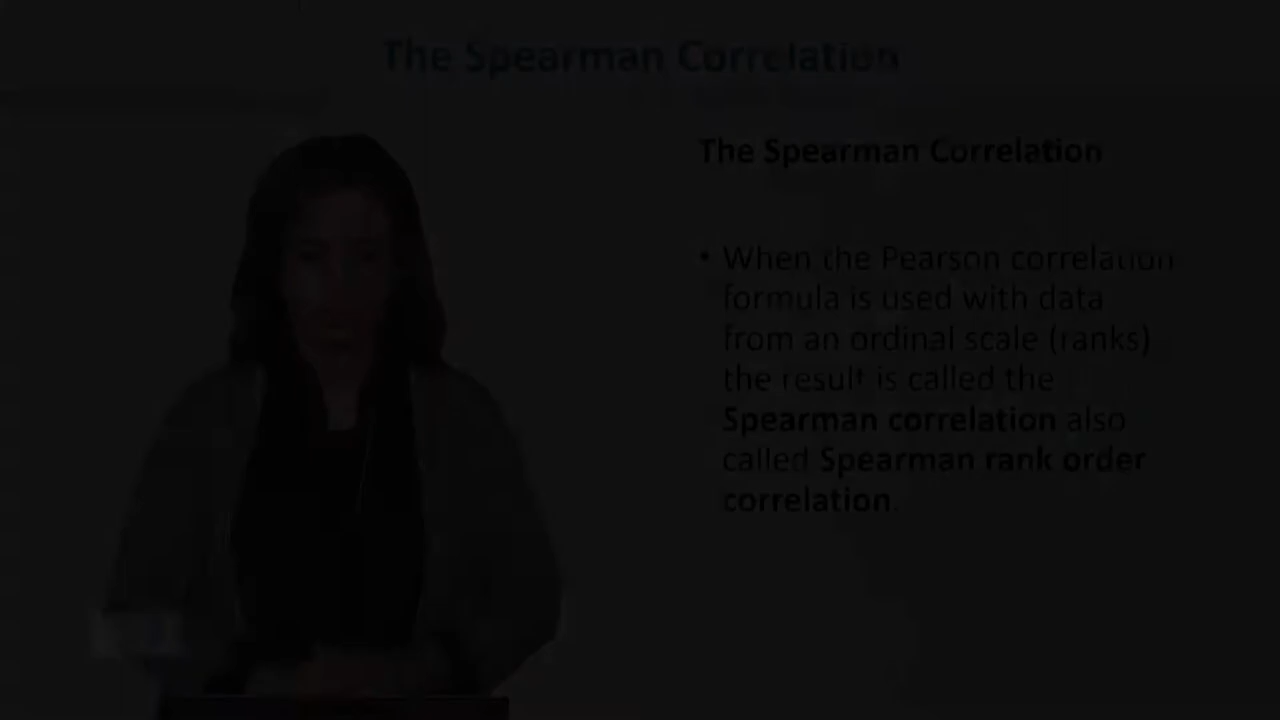 The Spearman Correlation
The Spearman Correlation
• When the Pearson correlation
formula is used with data
from an ordinal scale (ranks)
the result is called the
Spearman correlation also
called Spearman rank order
correlation.